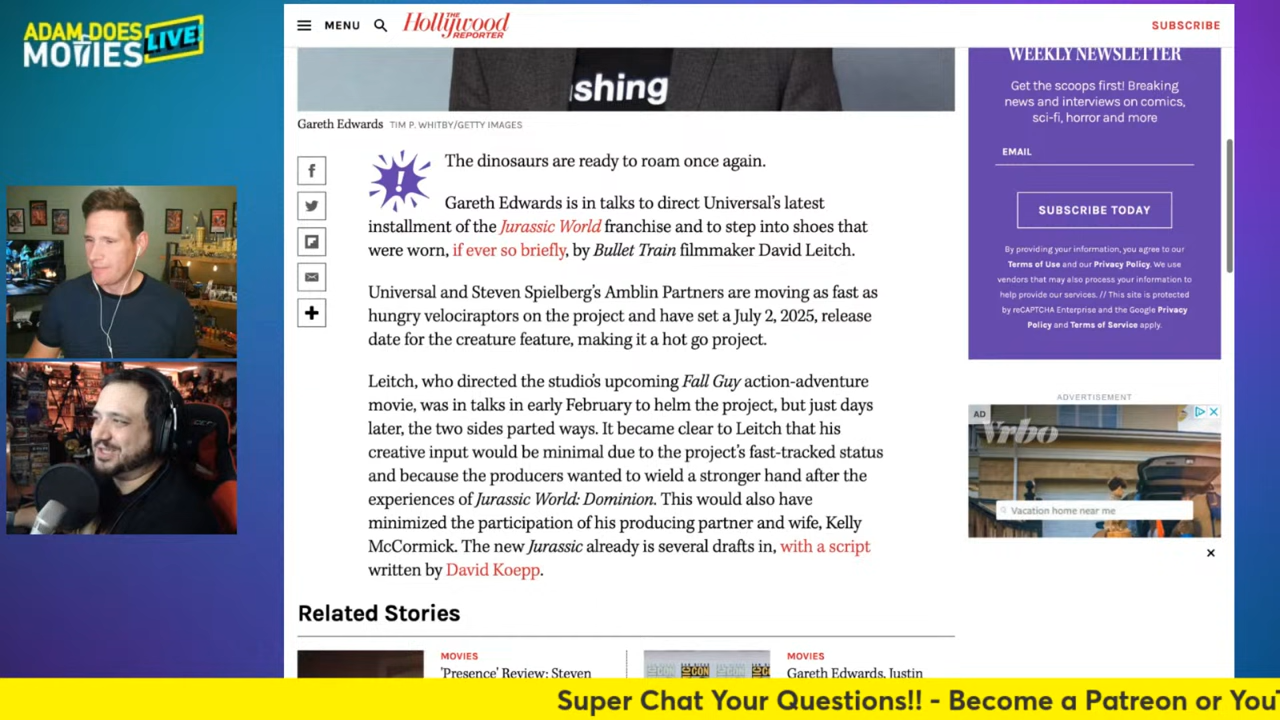 ADAM DOES
MOVIES
LIVE!
MENU
THE
Hollywood
REPORTER
SUBSCRIBE
shing
Gareth Edwards TIM P. WHITBY/GETTY IMAGES
The dinosaurs are ready to roam once again.
Gareth Edwards is in talks to direct Universal's latest
installment of the Jurassic World franchise and to step into shoes that
were worn, if ever so briefly, by Bullet Train filmmaker David Leitch.
Universal and Steven Spielberg's Amblin Partners are moving as fast as
hungry velociraptors on the project and have set a July 2, 2025, release
date for the creature feature, making it a hot go project.
Leitch, who directed the studio's upcoming Fall Guy action-adventure
movie, was in talks in early February to helm the project, but just days
later, the two sides parted ways. It became clear to Leitch that his
creative input would be minimal due to the project's fast-tracked status
and because the producers wanted to wield a stronger hand after the
experiences of Jurassic World: Dominion. This would also have
minimized the participation of his producing partner and wife, Kelly
McCormick. The new Jurassic already is several drafts in, with a script
written by David Koepp.
Related Stories
MOVIES
'Presence' Review: Steven
MOVIES
Gareth Edwards, Justin
WEEKLY NEWSLETTER
Get the scoops first! Breaking
news and interviews on comics,
sci-fi, horror and more
EMAIL
SUBSCRIBE TODAY
By providing your information, you agree to our
Terms of Use and our Privacy Policy. We use
vendors that may also process your information to
help provide our services. // This site is protected
by reCAPTCHA Enterprise and the Google Privacy
Policy and Terms of Service apply.
ADVERTISEMENT
AD
Vrbo
Vacation home near me
Super Chat Your Questions!! - Become a Patreon or YouT